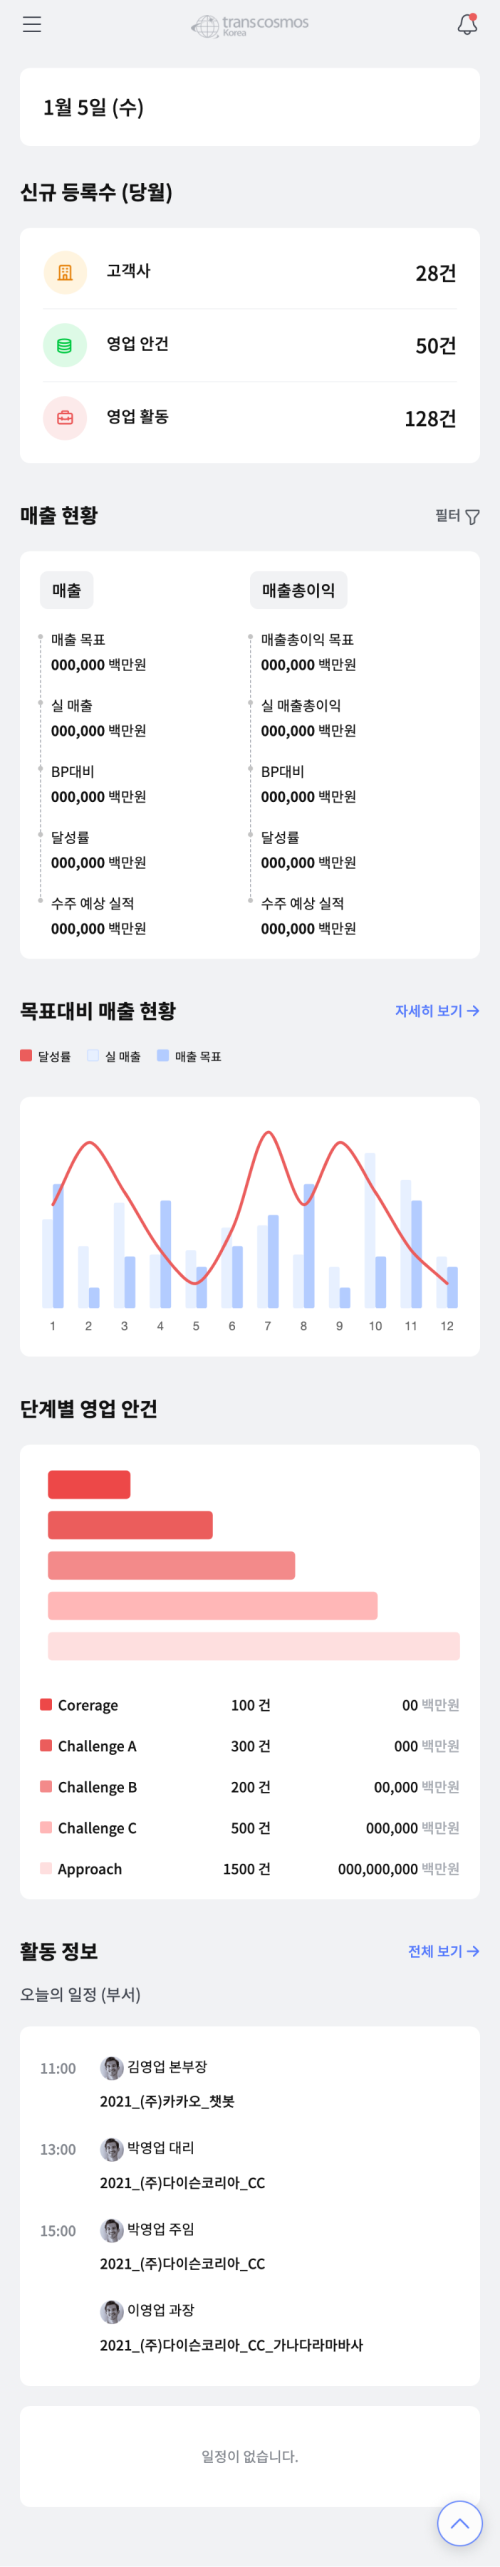 transcosmos
Korea
1월 5일 (수)
신규 등록수 (당월)
고객사 28건
영업 안건 50건
영업 활동 128건
매출 현황 필터
매출 매출총이익
매출 목표 매출총이익 목표
000,000 백만원 000,000 백만원
실 매출 실 매출총이익
000,000 백만원 000,000 백만원
BP대비 BP대비
000,000 백만원 000,000 백만원
달성률 달성률
000,000 백만원 000,000 백만원
수주 예상 실적 수주 예상 실적
000,000 백만원 000,000 백만원
목표대비 매출 현황 자세히 보기
달성률 실 매출 매출 목표
1 2 3 4 5 6 7 8 9 10 11 12
단계별 영업 안건
Corerage 100 건 00 백만원
Challenge A 300 건 000 백만원
Challenge B 200 건 00,000 백만원
Challenge C 500 건 000,000 백만원
Approach 1500 건 000,000,000 백만원
활동 정보 전체 보기
오늘의 일정 (부서)
11:00 김영업 본부장
2021_(주)카카오_챗봇
13:00 박영업 대리
2021_(주)다이슨코리아_CC
15:00 박영업 주임
2021_(주)다이슨코리아_CC
이영업 과장
2021_(주)다이슨코리아_CC_가나다라마바사
일정이 없습니다.